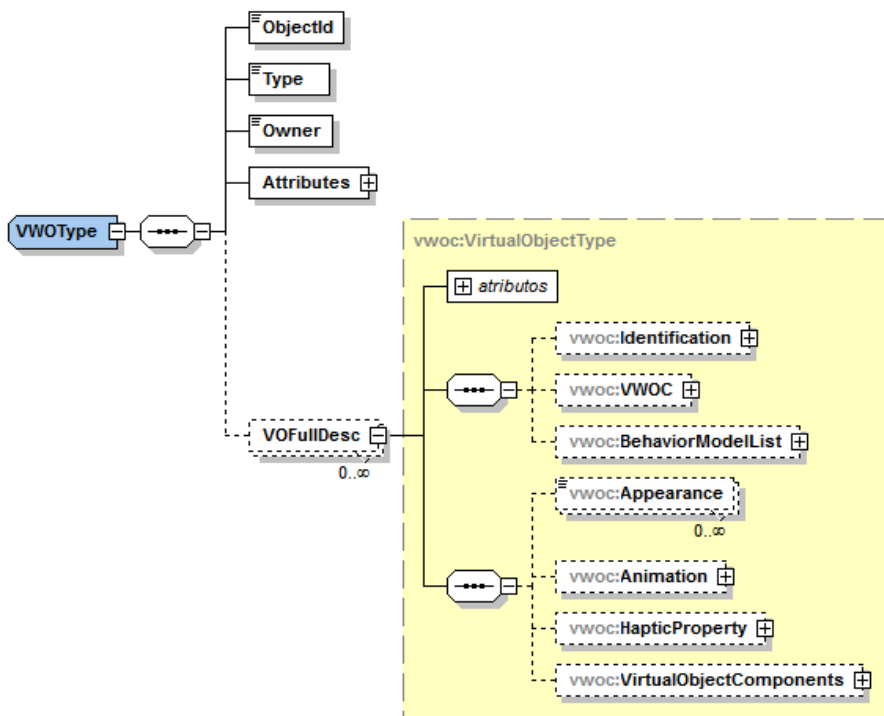 ObjectId
Type
Owner
Attributes
VWOType
vwoc:VirtualObjectType
atributos
vwoc:Identification
vwoc:VWOC
vwoc:BehaviorModelList
VOFullDesc
0..∞
vwoc:Appearance
0..∞
vwoc:Animation
vwoc:HapticProperty
vwoc:VirtualObjectComponents